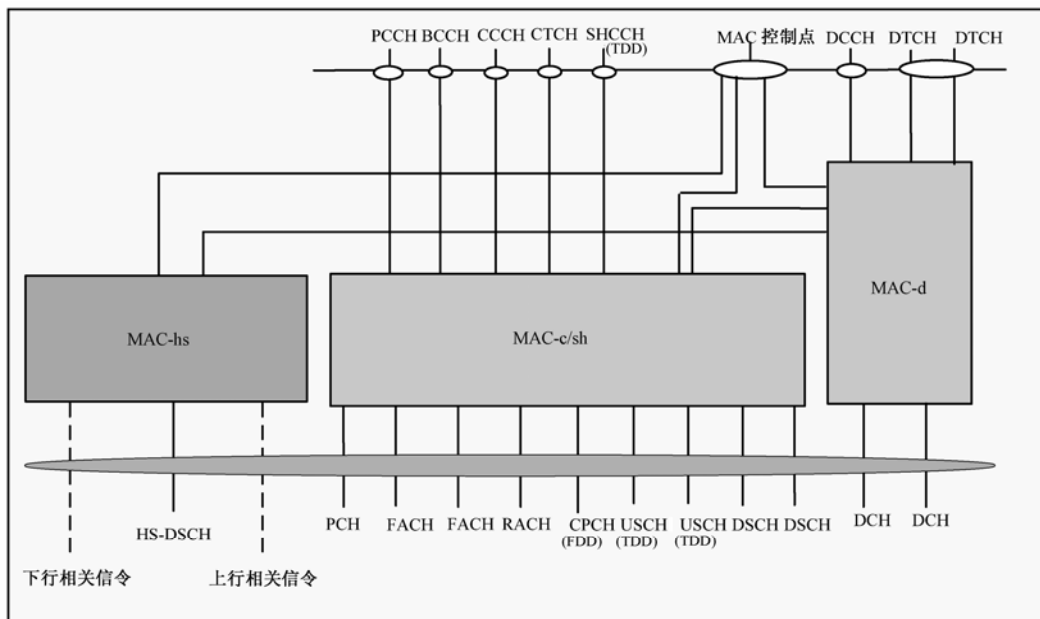 PCCH BCCH CCCH CTCH SHCCH MAC 控制点 DCCH DTCH DTCH
(TDD)
MAC-d
MAC-hs MAC-c/sh
PCH FACH FACH RACH CPCH USCH USCH DSCH DSCH DCH DCH
(FDD) (TDD) (TDD)
HS-DSCH
下行相关信令 上行相关信令